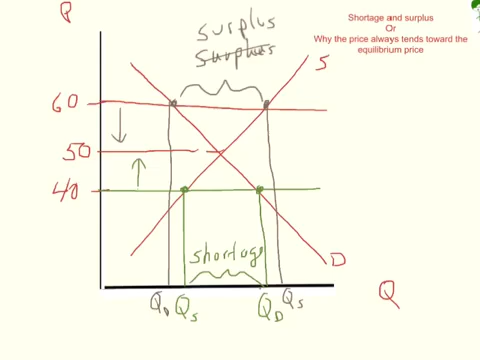 P
Shortage and surplus
Or
Why the price always tends toward the
equilibrium price
surplus
surplus
S
60
50
40
shortage
D
Q
QD QS QD QS